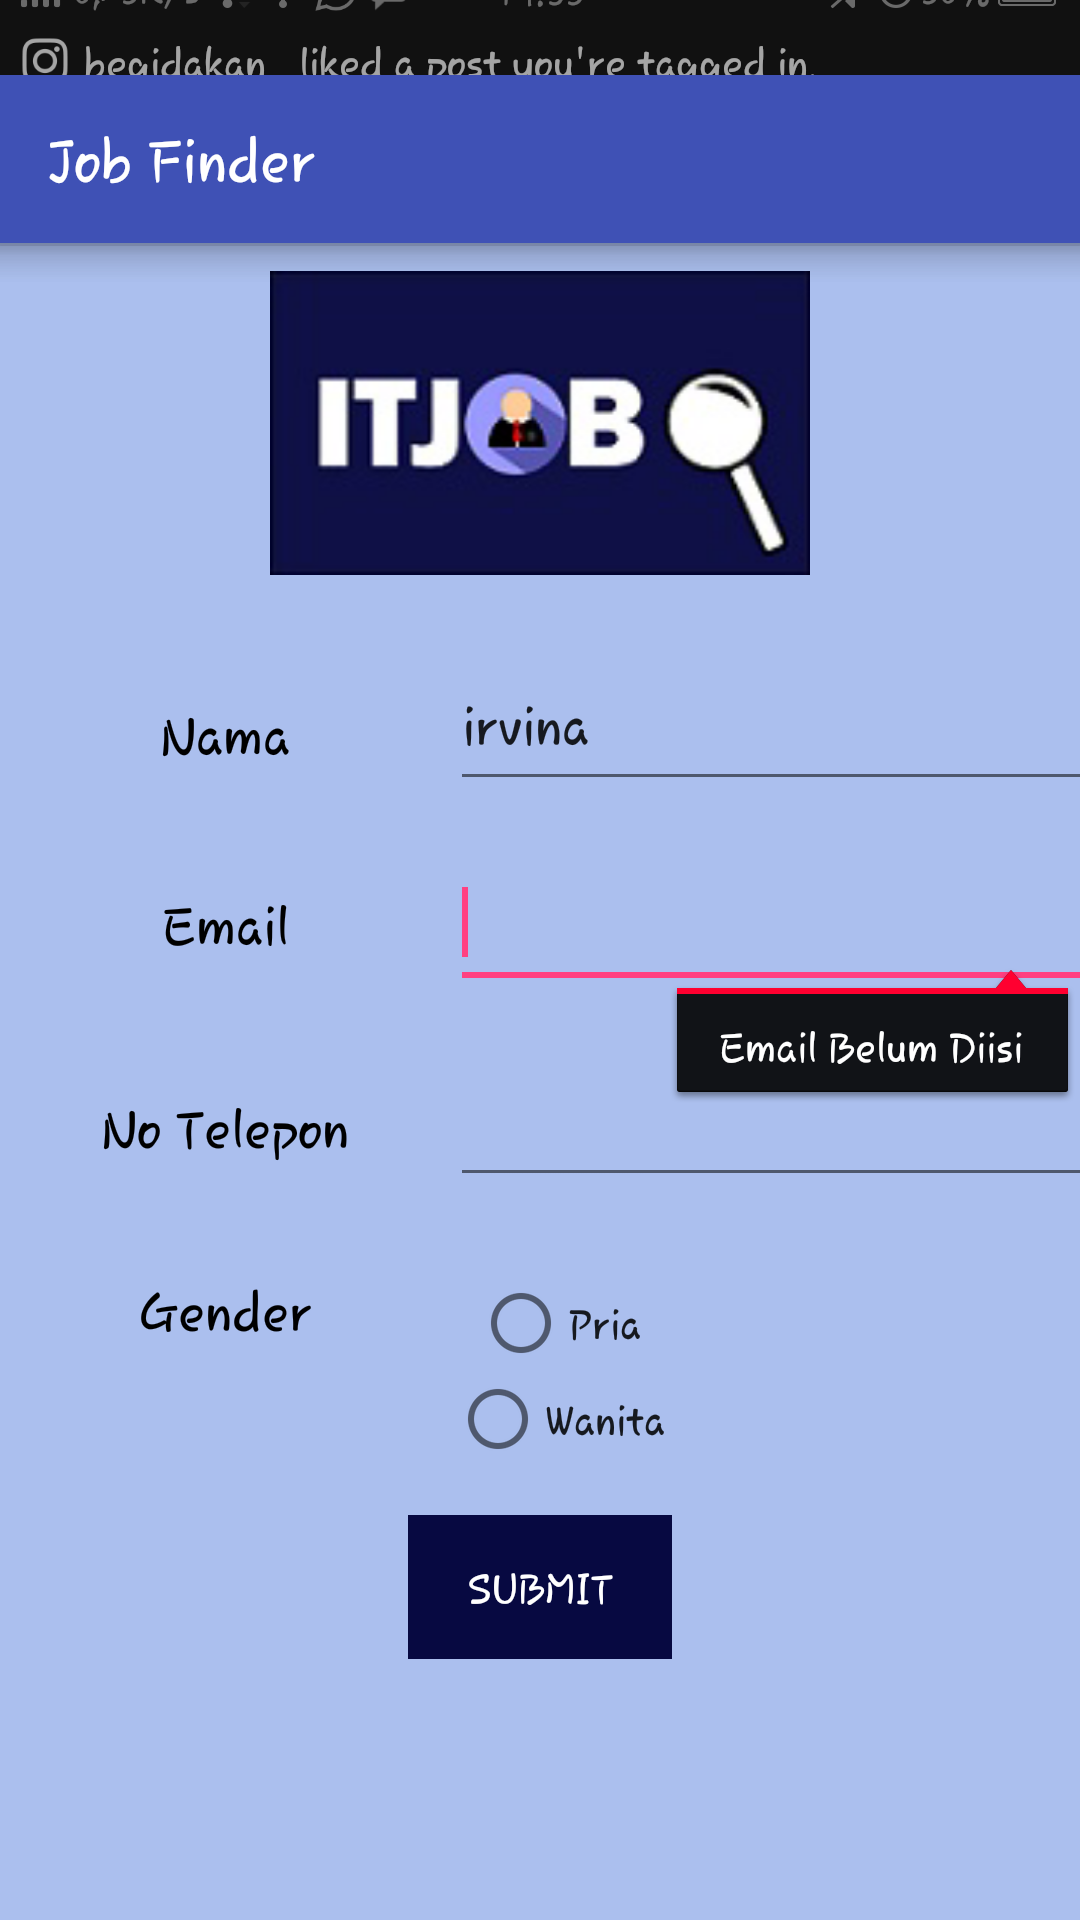 begidakan_ liked a post you're tagged in.
Job Finder
ITJOB
Nama
irvina
Email
Email Belum Diisi
No Telepon
Gender
Pria
Wanita
SUBMIT